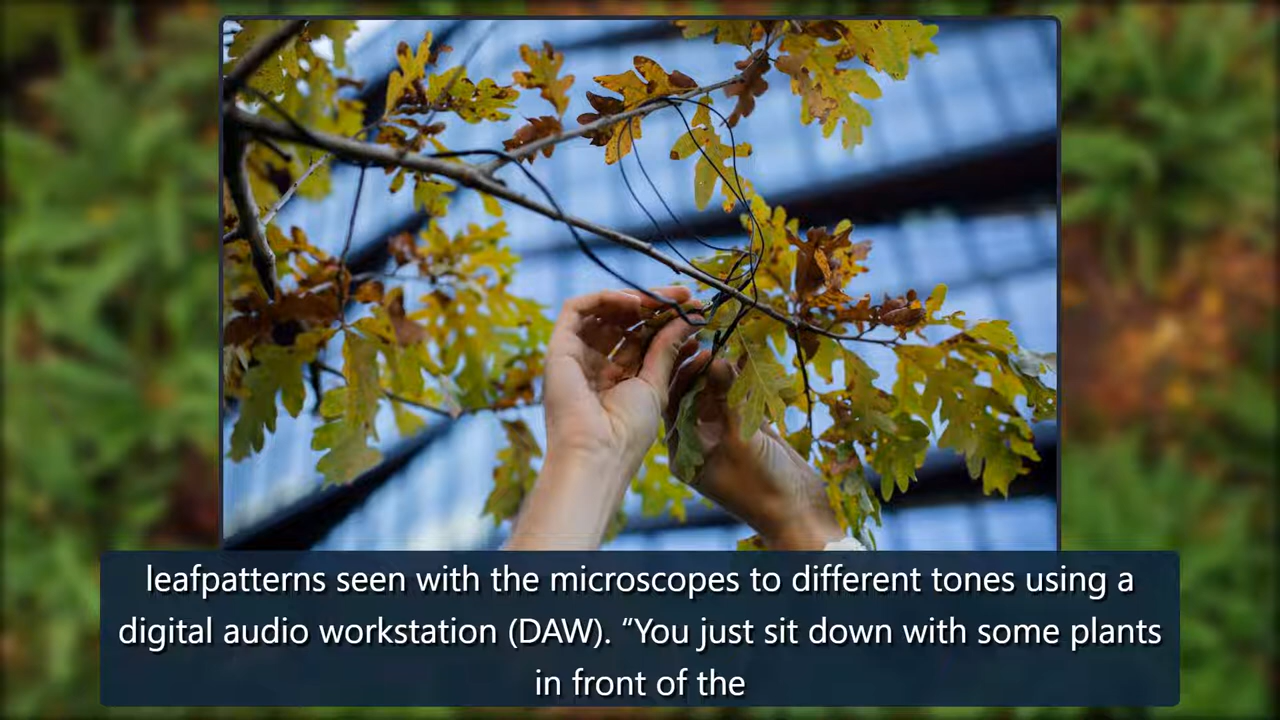 leafpatterns seen with the microscopes to different tones using a
digital audio workstation (DAW). “You just sit down with some plants
in front of the